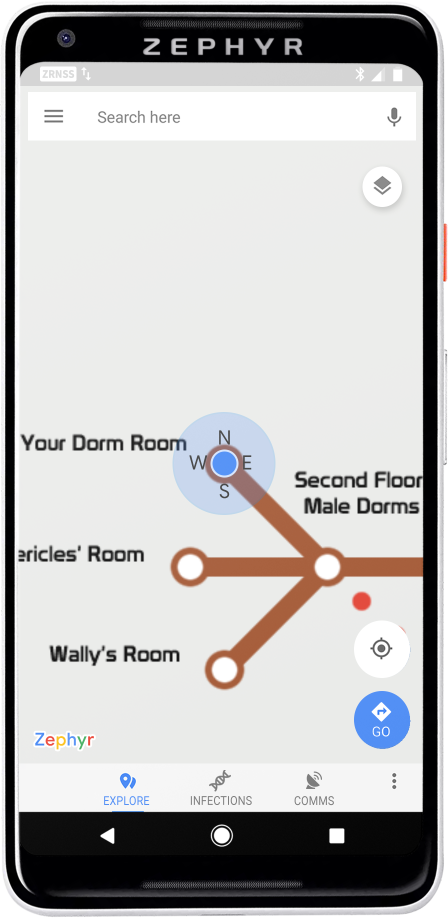 ZEPHYR
ZRNSS
Search here
Your Dorm Room
N
W E
S
Second Floor
Male Dorms
ericles' Room
Wally's Room
GO
Zephyr
EXPLORE INFECTIONS COMMS